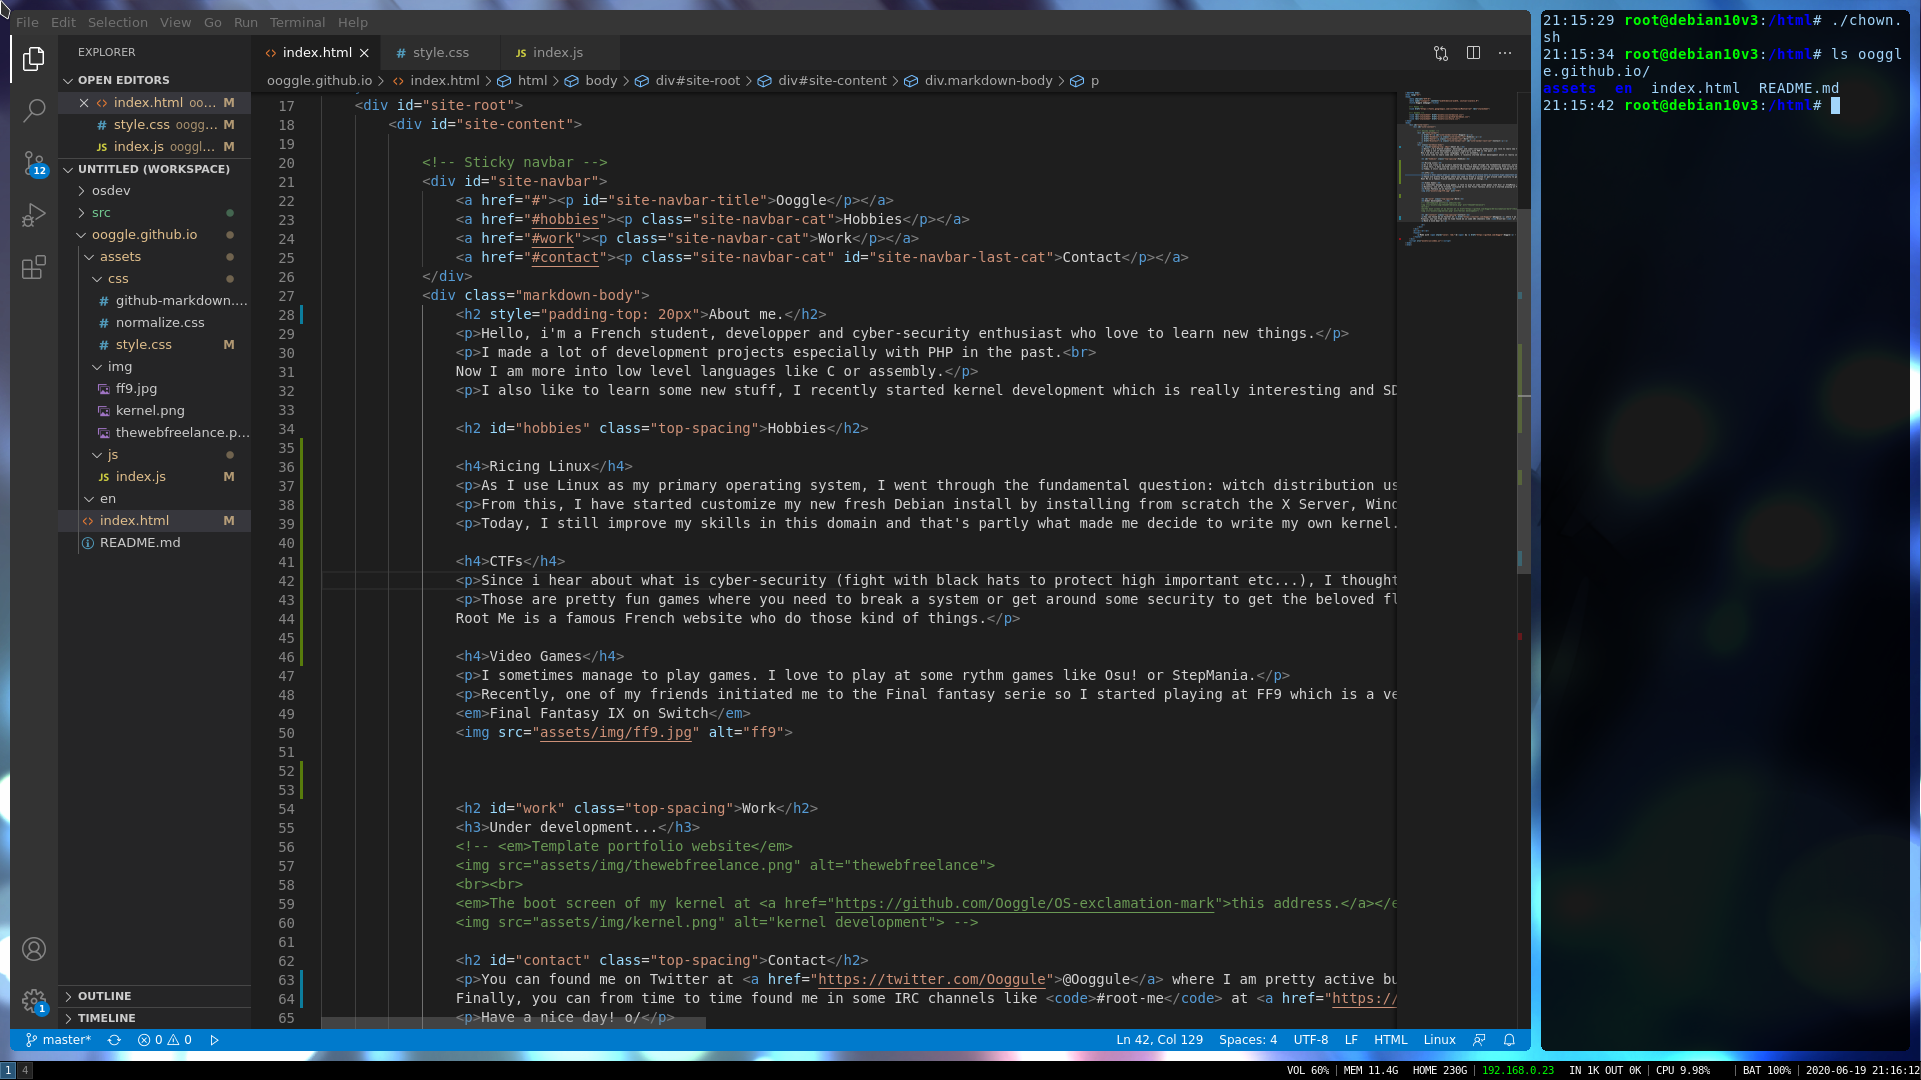 File Edit Selection View Go Run Terminal Help
EXPLORER
OPEN EDITORS
index.html oo... M
style.css oogg... M
index.js ooggl... M
UNTITLED (WORKSPACE)
osdev
src
ooggle.github.io
assets
css
github-markdown....
normalize.css
style.css M
img
ff9.jpg
kernel.png
thewebfreelance.p...
js
index.js M
en
index.html M
README.md
OUTLINE
TIMELINE
12
1
index.html
style.css
index.js
ooggle.github.io > index.html > html > body > div#site-root > div#site-content > div.markdown-body > p
17 <div id="site-root">
18 <div id="site-content">
19
20 <!-- Sticky navbar -->
21 <div id="site-navbar">
22 <a href="#"><p id="site-navbar-title">Ooggle</p></a>
23 <a href="#hobbies"><p class="site-navbar-cat">Hobbies</p></a>
24 <a href="#work"><p class="site-navbar-cat">Work</p></a>
25 <a href="#contact"><p class="site-navbar-cat" id="site-navbar-last-cat">Contact</p></a>
26 </div>
27 <div class="markdown-body">
28 <h2 style="padding-top: 20px">About me.</h2>
29 <p>Hello, i'm a French student, developper and cyber-security enthusiast who love to learn new things.</p>
30 <p>I made a lot of development projects especially with PHP in the past.<br>
31 Now I am more into low level languages like C or assembly.</p>
32 <p>I also like to learn some new stuff, I recently started kernel development which is really interesting and SD
33
34 <h2 id="hobbies" class="top-spacing">Hobbies</h2>
35
36 <h4>Ricing Linux</h4>
37 <p>As I use Linux as my primary operating system, I went through the fundamental question: witch distribution us
38 <p>From this, I have started customize my new fresh Debian install by installing from scratch the X Server, Wind
39 <p>Today, I still improve my skills in this domain and that's partly what made me decide to write my own kernel.
40
41 <h4>CTFs</h4>
42 <p>Since i hear about what is cyber-security (fight with black hats to protect high important etc...), I thought
43 <p>Those are pretty fun games where you need to break a system or get around some security to get the beloved fl
44 Root Me is a famous French website who do those kind of things.</p>
45
46 <h4>Video Games</h4>
47 <p>I sometimes manage to play games. I love to play at some rythm games like Osu! or StepMania.</p>
48 <p>Recently, one of my friends initiated me to the Final fantasy serie so I started playing at FF9 which is a ve
49 <em>Final Fantasy IX on Switch</em>
50 <img src="assets/img/ff9.jpg" alt="ff9">
51
52
53
54 <h2 id="work" class="top-spacing">Work</h2>
55 <h3>Under development...</h3>
56 <!-- <em>Template portfolio website</em>
57 <img src="assets/img/thewebfreelance.png" alt="thewebfreelance">
58 <br><br>
59 <em>The boot screen of my kernel at <a href="https://github.com/Ooggle/OS-exclamation-mark">this address.</a></e
60 <img src="assets/img/kernel.png" alt="kernel development"> -->
61
62 <h2 id="contact" class="top-spacing">Contact</h2>
63 <p>You can found me on Twitter at <a href="https://twitter.com/Ooggule">@Ooggule</a> where I am pretty active bu
64 Finally, you can from time to time found me in some IRC channels like <code>#root-me</code> at <a href="https://
65 <p>Have a nice day! o/</p>
master* 0 0 Ln 42, Col 129 Spaces: 4 UTF-8 LF HTML Linux
21:15:29 root@debian10v3:/html# ./chown.
sh
21:15:34 root@debian10v3:/html# ls ooggl
e.github.io/
assets en index.html README.md
21:15:42 root@debian10v3:/html#
1 4 VOL 60% | MEM 11.4G HOME 230G | 192.168.0.23 IN 1K OUT 0K | CPU 9.98% | BAT 100% | 2020-06-19 21:16:12